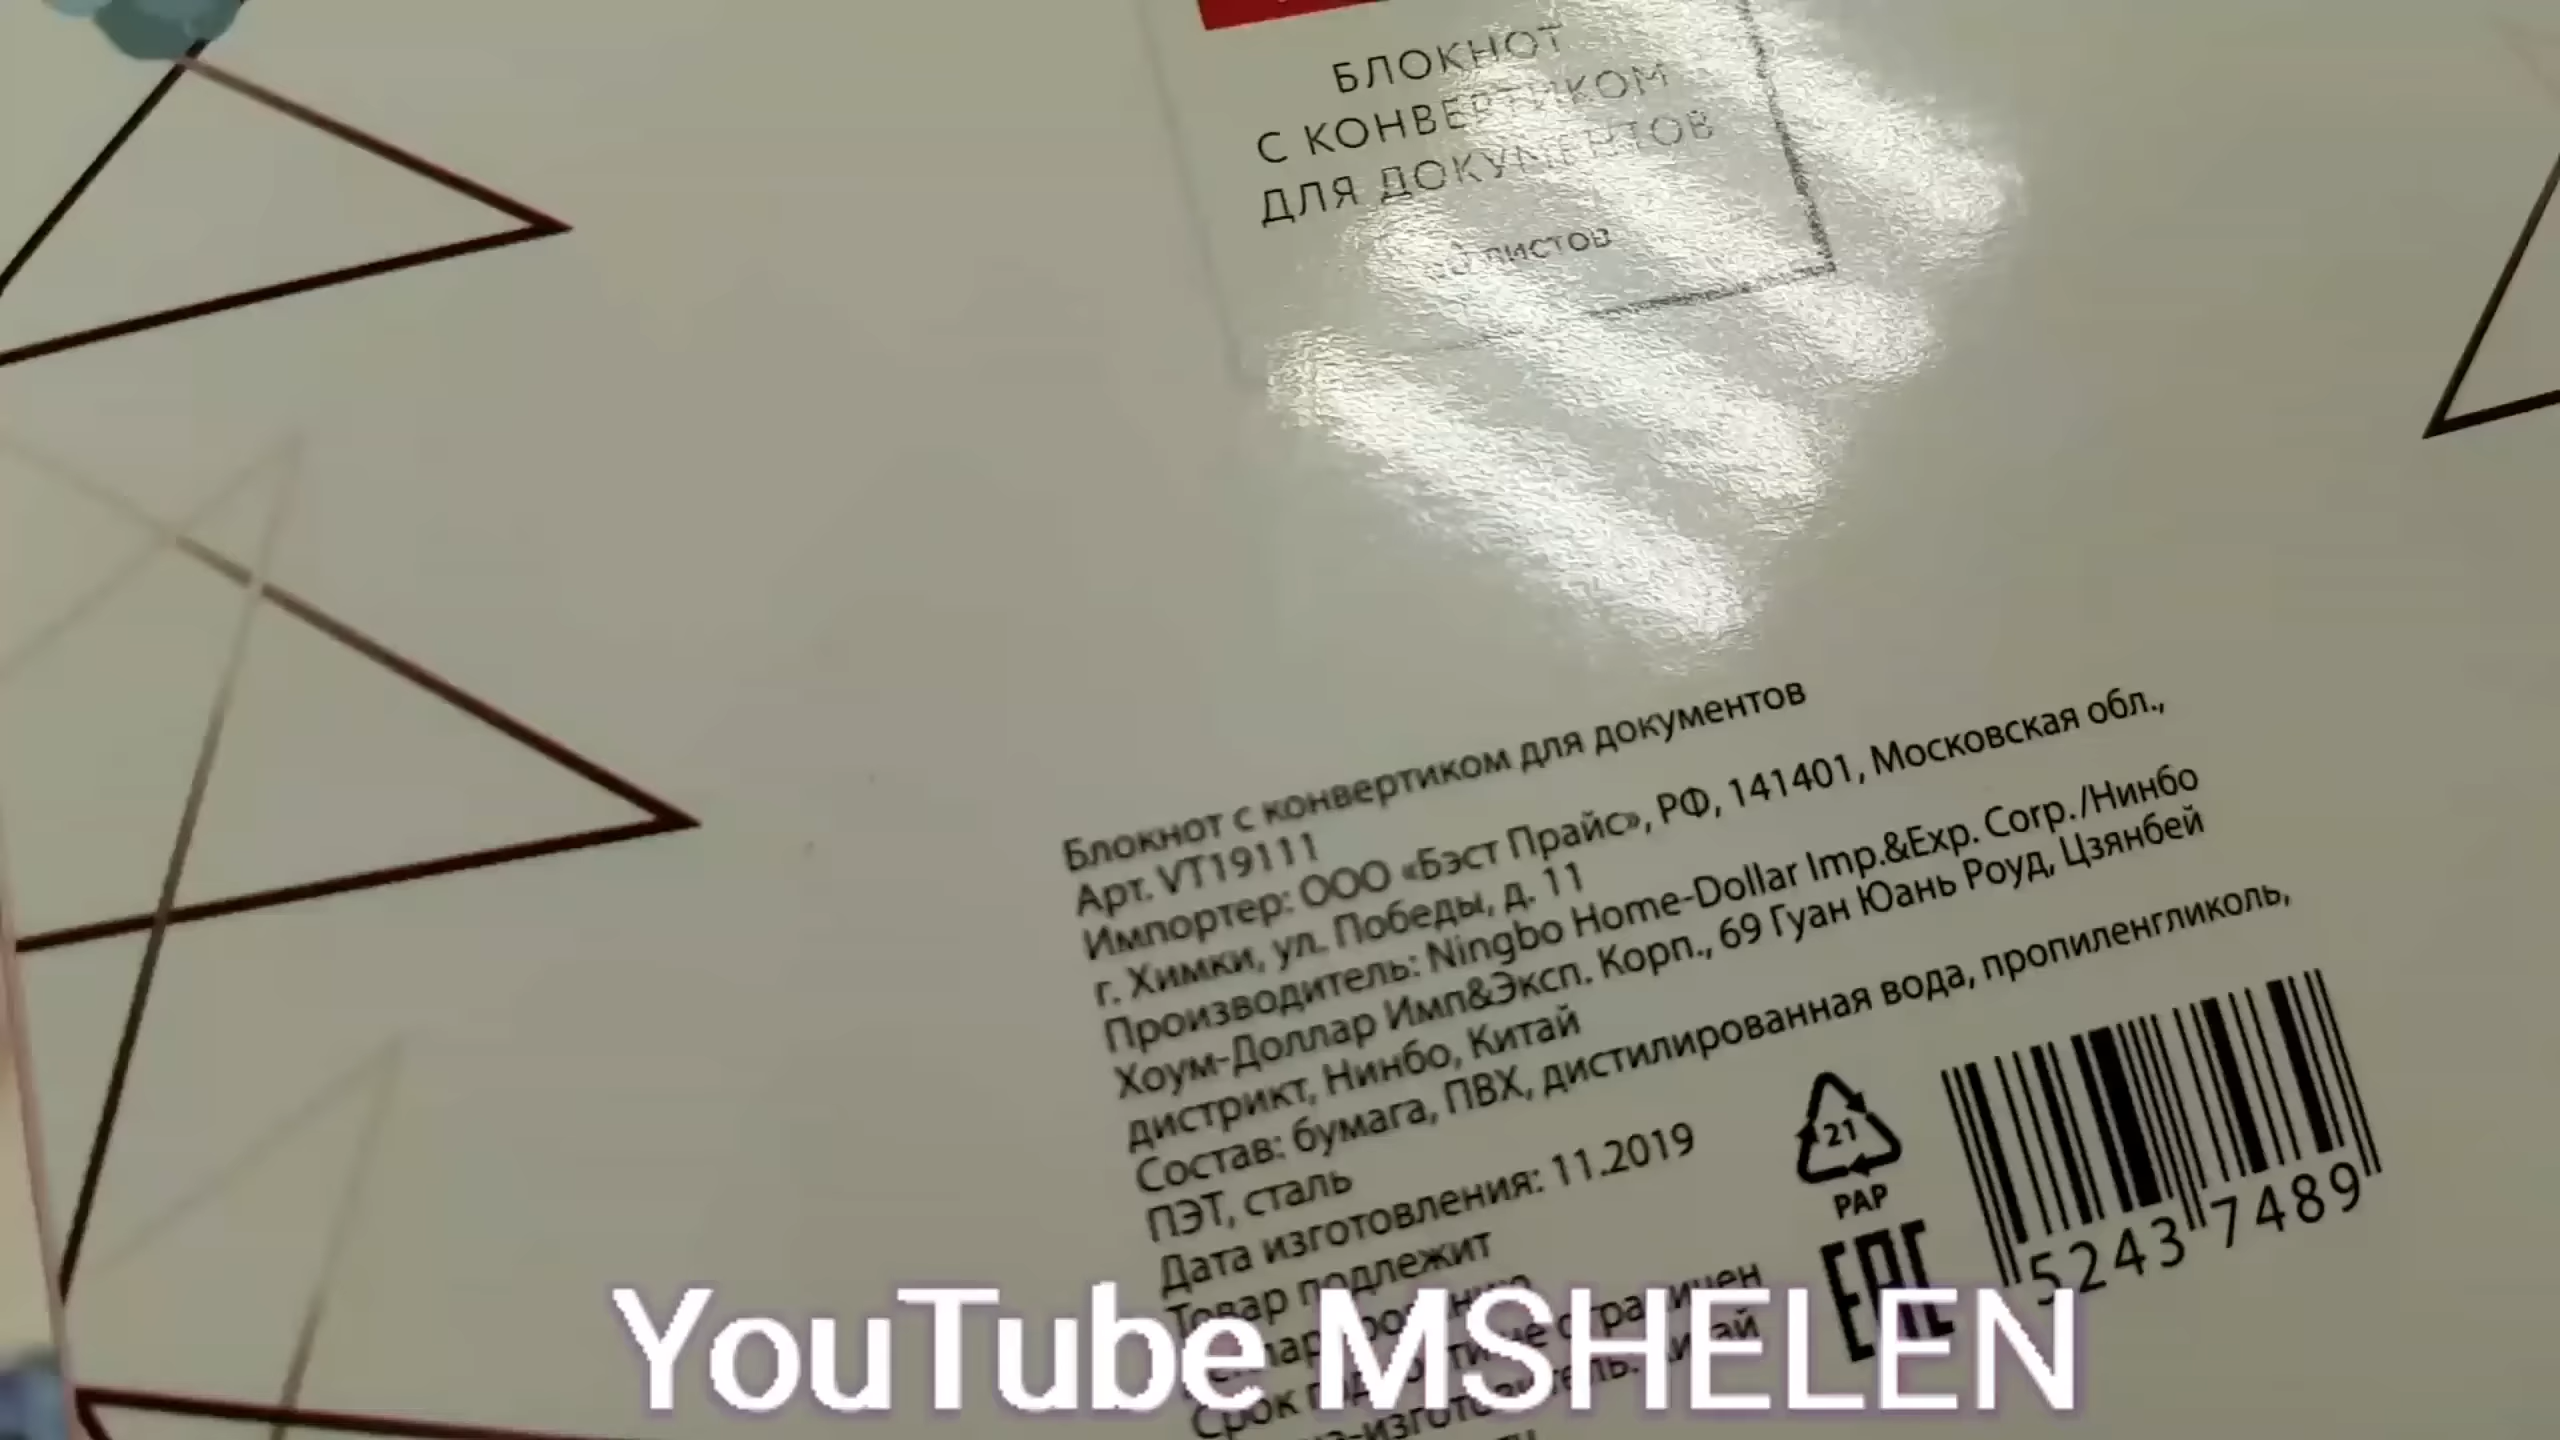 БЛОКНОТ
С КОНВЕРТИКОМ
ДЛЯ ДОКУМЕНТОВ
листов
Блокнот с конвертиком для документов
Арт. VT19111
Импортер: ООО «Бэст Прайс», РФ, 141401, Московская обл.,
г. Химки, ул. Победы, д. 11
Производитель: Ningbo Home-Dollar Imp.&Exp. Corp./Нинбо
Хоум-Доллар Имп&Эксп. Корп., 69 Гуан Юань Роуд, Цзянбей
дистрикт, Нинбо, Китай
Состав: бумага, ПВХ, дистилированная вода, пропиленгликоль,
ПЭТ, сталь
Дата изготовления: 11.2019
Товар подлежит
Срок
21
PAP
EAC
5243 7489
YouTube MSHELEN